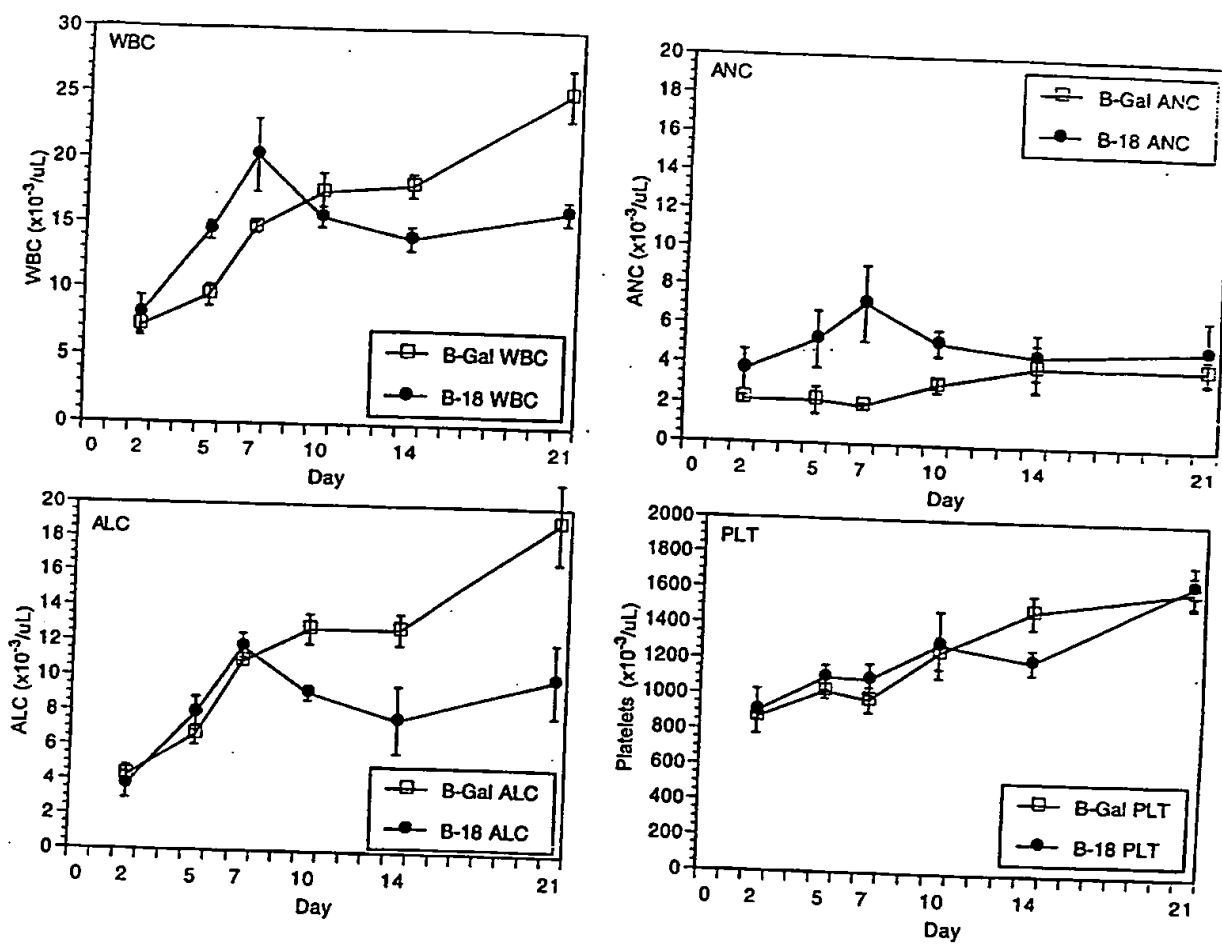 WBC
30
25
20
15
10
5
0
WBC (x10-3/uL)
B-Gal WBC
B-18 WBC
0 2 5 7 10 14 21
Day
ANC
20
18
16
14
12
10
8
6
4
2
0
ANC (x10-3/uL)
B-Gal ANC
B-18 ANC
0 2 5 7 10 14 21
Day
ALC
20
18
16
14
12
10
8
6
4
2
0
ALC (x10-3/uL)
B-Gal ALC
B-18 ALC
0 2 5 7 10 14 21
Day
PLT
2000
1800
1600
1400
1200
1000
800
600
400
200
0
Platelets (x10-3/uL)
B-Gal PLT
B-18 PLT
0 2 5 7 10 14 21
Day